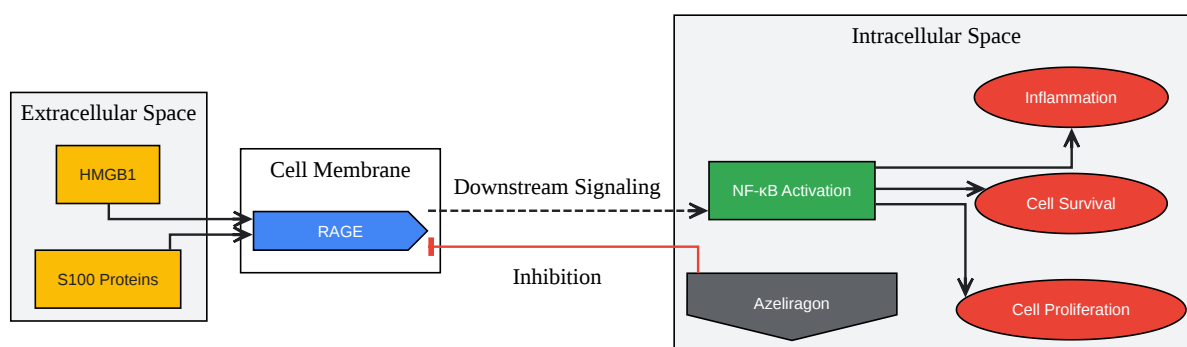 Extracellular Space
HMGB1
S100 Proteins
Cell Membrane
RAGE
Downstream Signaling
Inhibition
Intracellular Space
NF-κB Activation
Azeliragon
Inflammation
Cell Survival
Cell Proliferation